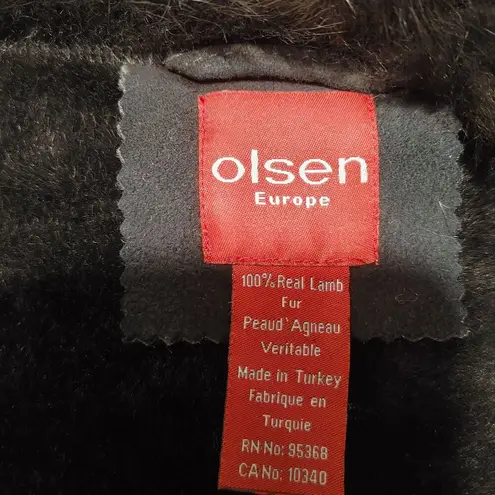 olsen
Europe
100% Real Lamb
Fur
Peaud'Agneau
Veritable
Made in Turkey
Fabrique en
Turquie
RN·No: 95368
CA·No: 10340